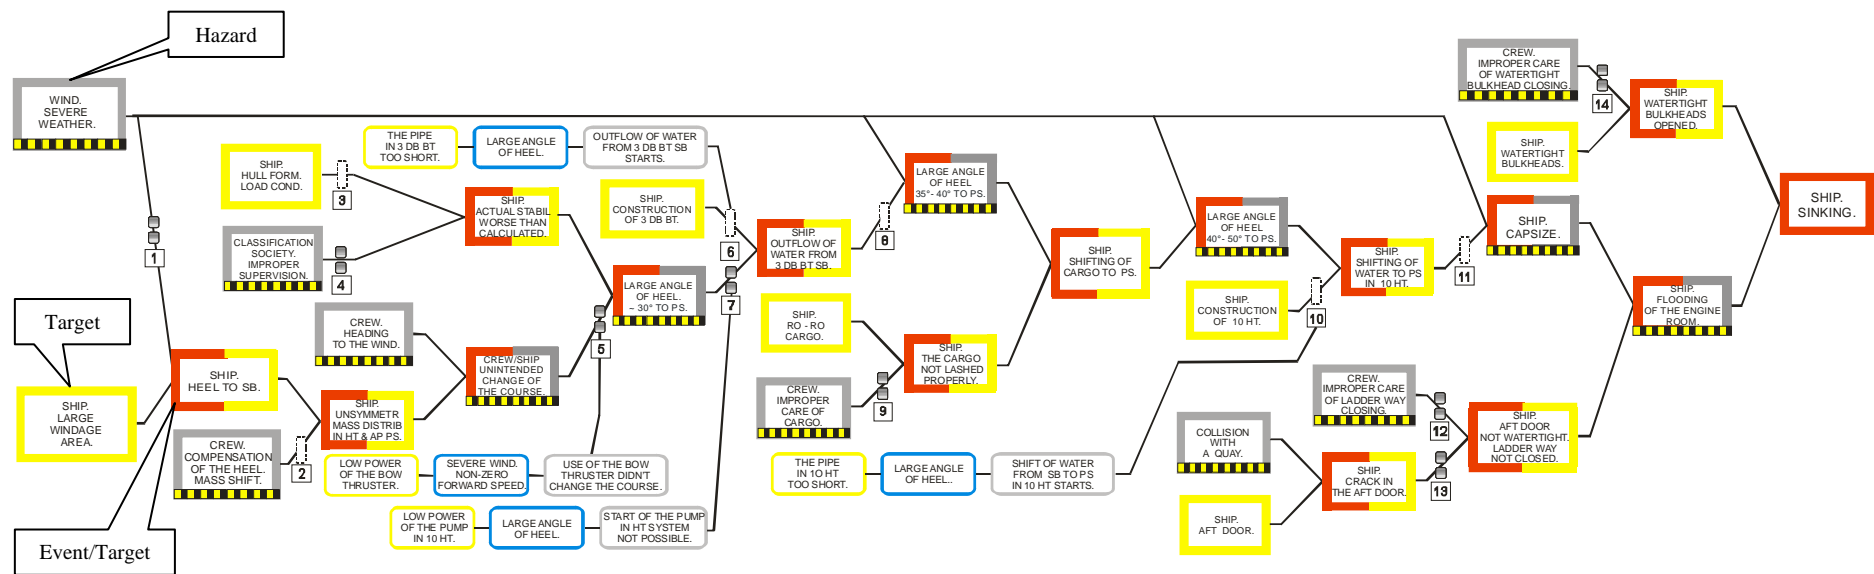 Hazard
WIND.
SEVERE
WEATHER.
1
Target
SHIP.
LARGE
WINDAGE
AREA.
Event/Target
SHIP.
HEEL TO SB.
CREW.
COMPENSATION
OF THE HEEL.
MASS SHIFT.
2
SHIP.
HULL FORM.
LOAD COND.
3
CLASSIFICATION
SOCIETY.
IMPROPER
SUPERVISION.
4
CREW.
HEADING
TO THE WIND.
SHIP.
UNSYMMETR
MASS DISTRIB
IN HT & AP PS.
THE PIPE
IN 3 DB BT
TOO SHORT.
LARGE ANGLE
OF HEEL.
OUTFLOW OF WATER
FROM 3 DB BT SB
STARTS.
SHIP.
ACTUAL STABIL
WORSE THAN
CALCULATED.
CREW/SHIP
UNINTENDED
CHANGE OF
THE COURSE.
LOW POWER
OF THE BOW
THRUSTER.
SEVERE WIND.
NON-ZERO
FORWARD SPEED.
USE OF THE BOW
THRUSTER DIDN'T
CHANGE THE COURSE.
5
LOW POWER
OF THE PUMP
IN 10 HT.
LARGE ANGLE
OF HEEL.
START OF THE PUMP
IN HT SYSTEM
NOT POSSIBLE.
SHIP.
CONSTRUCTION
OF 3 DB BT.
6
LARGE ANGLE
OF HEEL.
~ 30° TO PS.
7
SHIP.
OUTFLOW OF
WATER FROM
3 DB BT SB.
8
LARGE ANGLE
OF HEEL
35°- 40° TO PS.
SHIP.
RO - RO
CARGO.
CREW.
IMPROPER
CARE OF
CARGO.
9
SHIP.
THE CARGO
NOT LASHED
PROPERLY.
THE PIPE
IN 10 HT
TOO SHORT.
LARGE ANGLE
OF HEEL..
SHIFT OF WATER
FROM SB TO PS
IN 10 HT STARTS.
SHIP.
SHIFTING OF
CARGO TO PS.
LARGE ANGLE
OF HEEL
40°- 50° TO PS.
SHIP.
CONSTRUCTION
OF 10 HT.
10
SHIP.
SHIFTING OF
WATER TO PS
IN 10 HT.
11
CREW.
IMPROPER CARE
OF LADDER WAY
CLOSING.
12
COLLISION
WITH
A QUAY.
SHIP.
AFT DOOR.
SHIP.
CRACK IN
THE AFT DOOR.
13
SHIP.
AFT DOOR
NOT WATERTIGHT.
LADDER WAY
NOT CLOSED.
CREW.
IMPROPER CARE
OF WATERTIGHT
BULKHEAD CLOSING.
14
SHIP.
WATERTIGHT
BULKHEADS.
SHIP.
CAPSIZE.
SHIP.
WATERTIGHT
BULKHEADS
OPENED.
SHIP.
FLOODING
OF THE ENGINE
ROOM.
SHIP.
SINKING.